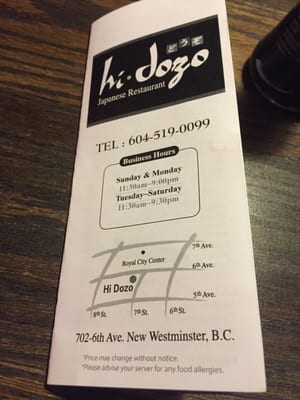 どうぞ
hi・dozo
Japanese Restaurant
TEL : 604-519-0099
Business Hours
Sunday & Monday
11:30am~9:00pm
Tuesday~Saturday
11:30am~9:30pm
7th Ave.
Royal City Center
6th Ave.
Hi Dozo
5th Ave.
8th St.
7th St.
6th St.
702-6th Ave. New Westminster, B.C.
*Price may change without notice.
*Please advise your server for any food allergies.